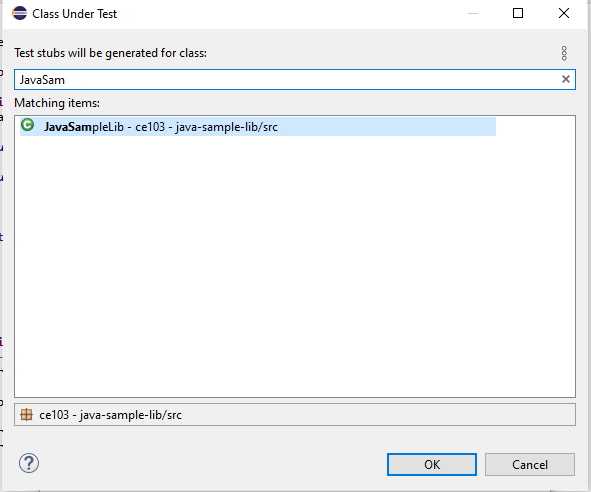 Class Under Test
Test stubs will be generated for class:
JavaSam
Matching items:
JavaSampleLib - ce103 - java-sample-lib/src
ce103 - java-sample-lib/src
OK
Cancel